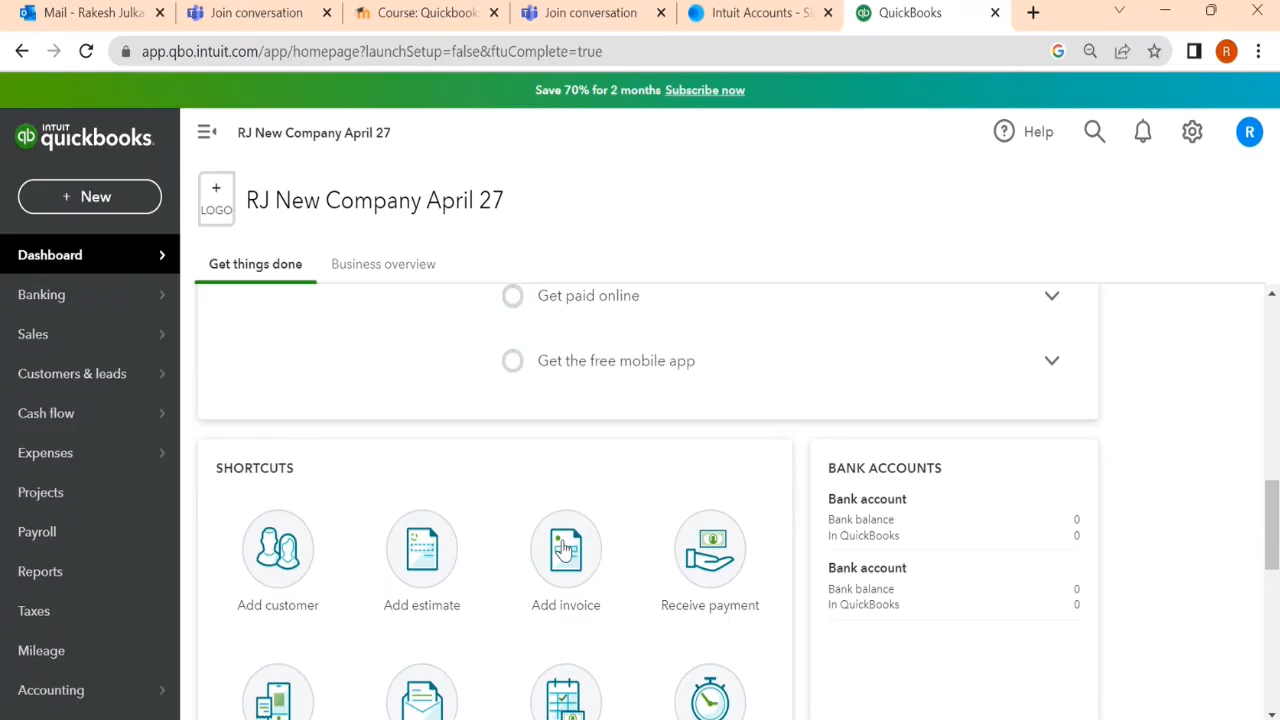 Mail - Rakesh Julka
Join conversation
Course: Quickbook
Join conversation
Intuit Accounts - Si
QuickBooks
app.qbo.intuit.com/app/homepage?launchSetup=false&ftuComplete=true
G
R
Save 70% for 2 months Subscribe now
INTUIT
qb quickbooks.
RJ New Company April 27
? Help
R
+ LOGO
RJ New Company April 27
+ New
Dashboard
Banking
Sales
Customers & leads
Cash flow
Expenses
Projects
Payroll
Reports
Taxes
Mileage
Accounting
Get things done
Business overview
Get paid online
Get the free mobile app
SHORTCUTS
Add customer
Add estimate
Add invoice
Receive payment
BANK ACCOUNTS
Bank account
Bank balance 0
In QuickBooks 0
Bank account
Bank balance 0
In QuickBooks 0